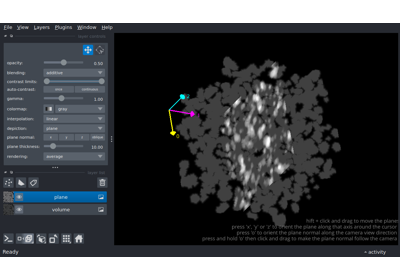 File View Layers Plugins Window Help
layer controls
opacity: 0.50
blending: additive
contrast limits:
auto-contrast: once continuous
gamma: 1.00
colormap: gray
interpolation: linear
depiction: plane
plane normal: x y z oblique
plane thickness: 10.00
rendering: average
layer list
plane
volume
shift + click and drag to move the plane
press 'x', 'y' or 'z' to orient the plane along that axis around the cursor
press 'o' to orient the plane normal along the camera view direction
press and hold 'o' then click and drag to make the plane normal follow the camera
Ready
activity